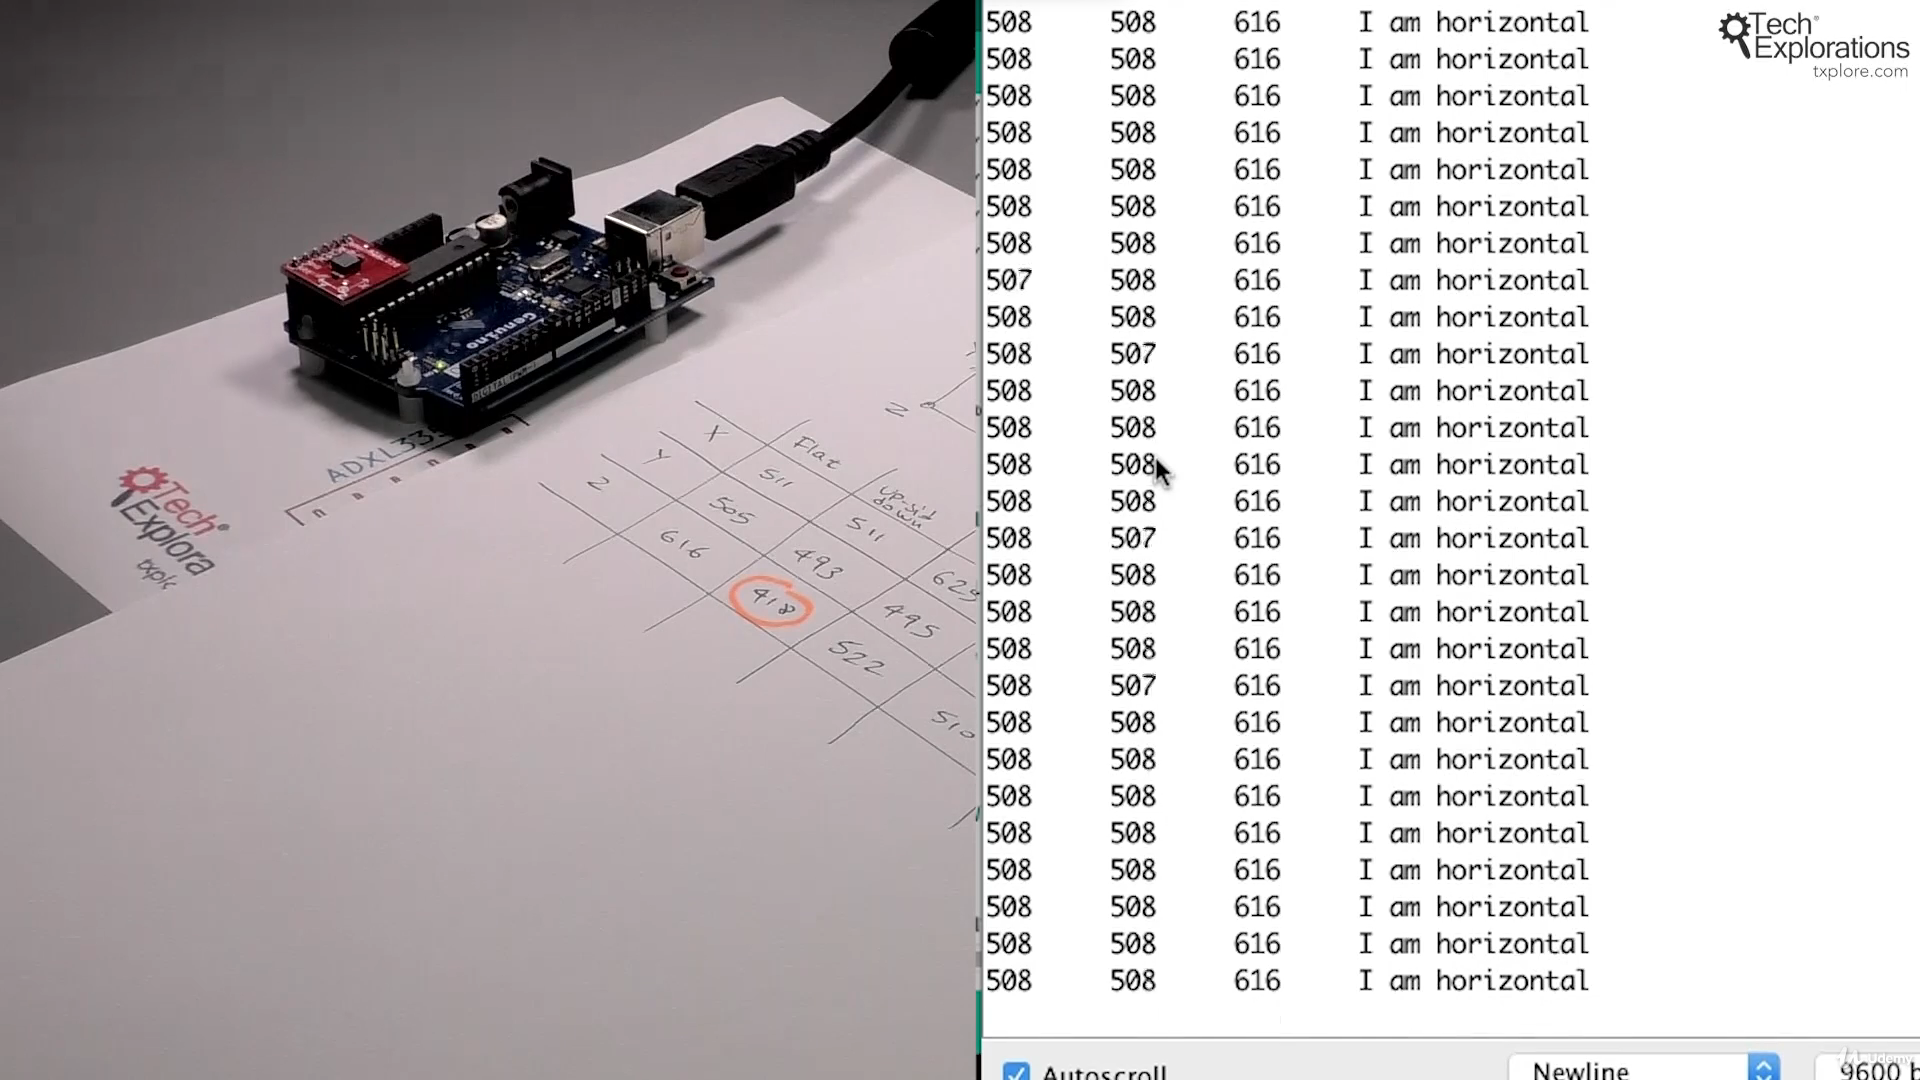 Tech
Explorations
txplore.com
508 508 616 I am horizontal
508 508 616 I am horizontal
508 508 616 I am horizontal
508 508 616 I am horizontal
508 508 616 I am horizontal
508 508 616 I am horizontal
508 508 616 I am horizontal
507 508 616 I am horizontal
508 508 616 I am horizontal
508 507 616 I am horizontal
508 508 616 I am horizontal
508 508 616 I am horizontal
508 508 616 I am horizontal
508 508 616 I am horizontal
508 507 616 I am horizontal
508 508 616 I am horizontal
508 508 616 I am horizontal
508 508 616 I am horizontal
508 507 616 I am horizontal
508 508 616 I am horizontal
508 508 616 I am horizontal
508 508 616 I am horizontal
508 508 616 I am horizontal
508 508 616 I am horizontal
508 508 616 I am horizontal
508 508 616 I am horizontal
508 508 616 I am horizontal
Autoscroll
Newline
9600 b
Udemy
Genuino
DIGITAL (PWM~)
ADXL335
Tech
Explora
txplo
Z
Flat
up-sid
down
X 511 511 629
Y 505 493 495
Z 616 418 522 510